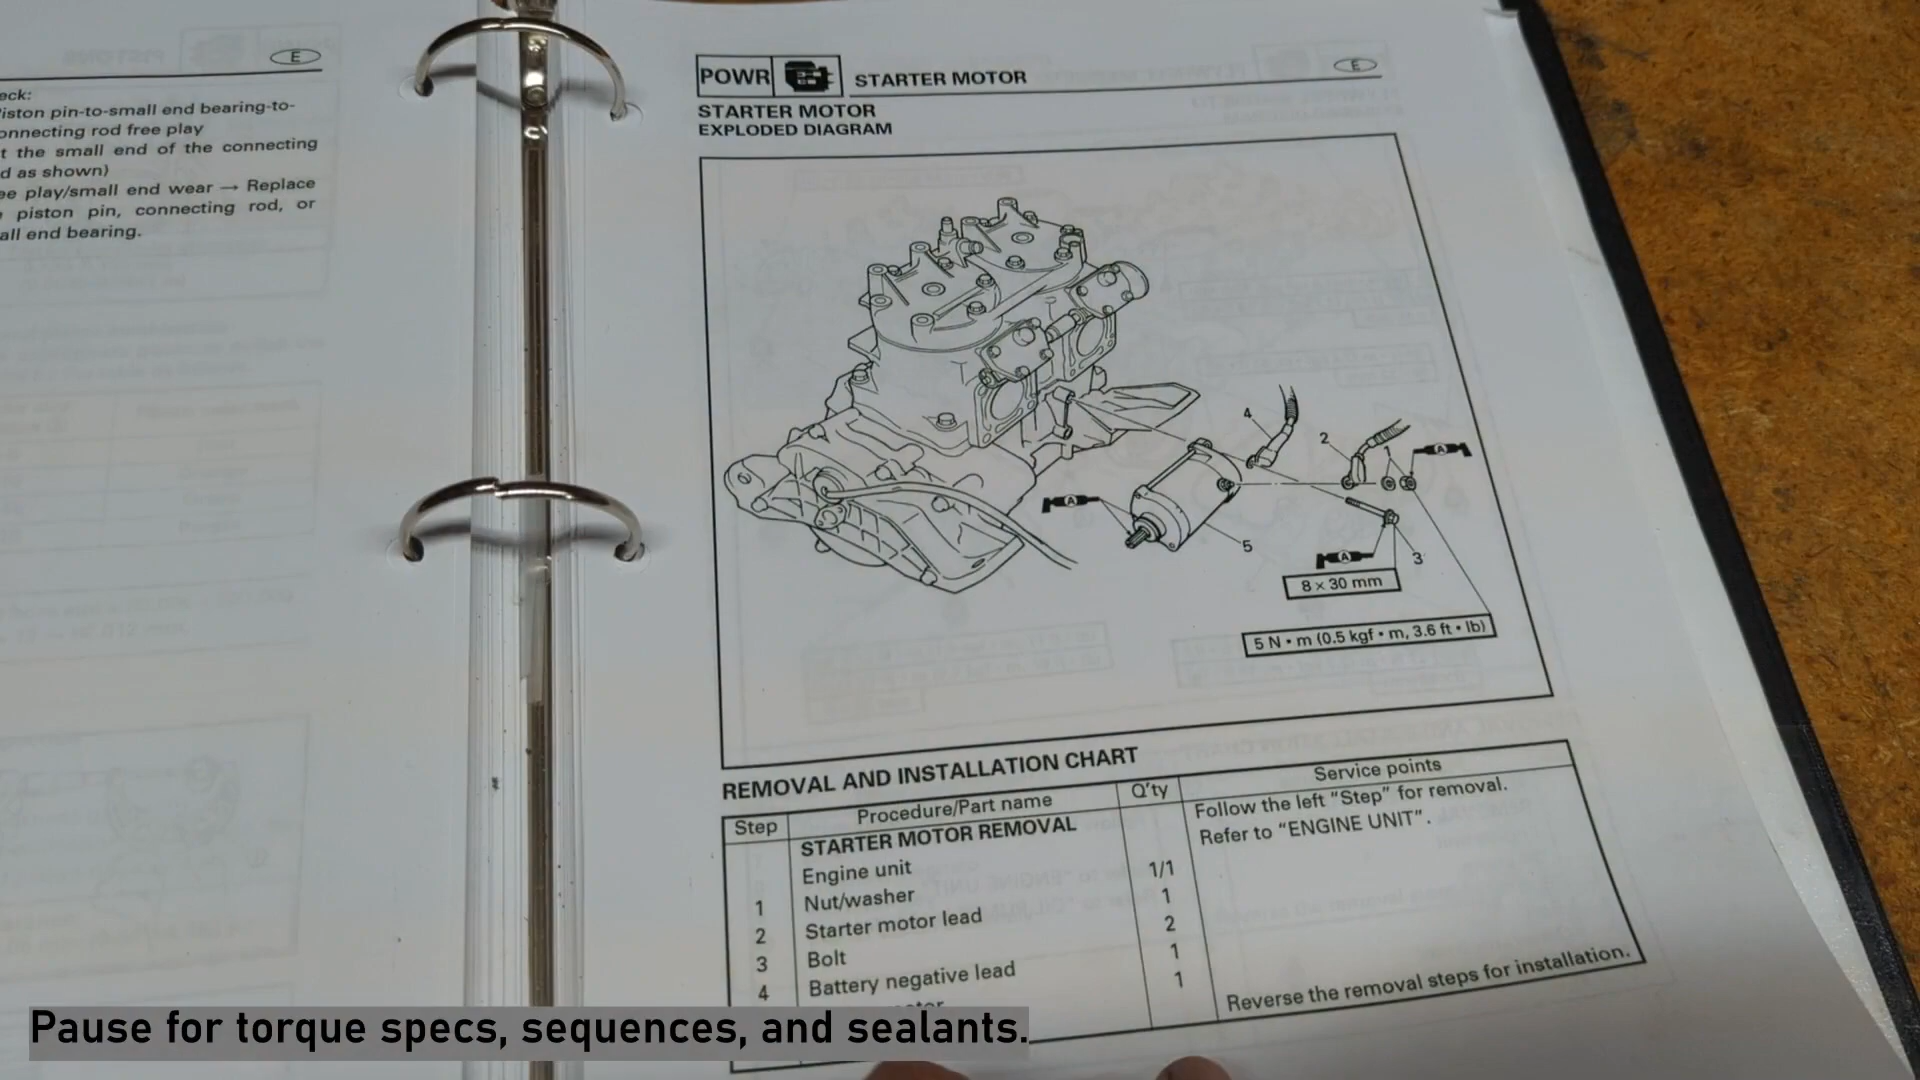 E
eck:
iston pin-to-small end bearing-to-
onnecting rod free play
t the small end of the connecting
d as shown)
ee play/small end wear → Replace
piston pin, connecting rod, or
all end bearing.
POWR STARTER MOTOR E
STARTER MOTOR
EXPLODED DIAGRAM
4
2
1
A
A
5
A
3
8 × 30 mm
5 N • m (0.5 kgf • m, 3.6 ft • lb)
REMOVAL AND INSTALLATION CHART
Step Procedure/Part name Q'ty Service points
STARTER MOTOR REMOVAL Follow the left "Step" for removal.
Engine unit Refer to "ENGINE UNIT".
1 Nut/washer 1/1
2 Starter motor lead 1
3 Bolt 2
4 Battery negative lead 1
1
Reverse the removal steps for installation.
Pause for torque specs, sequences, and sealants.